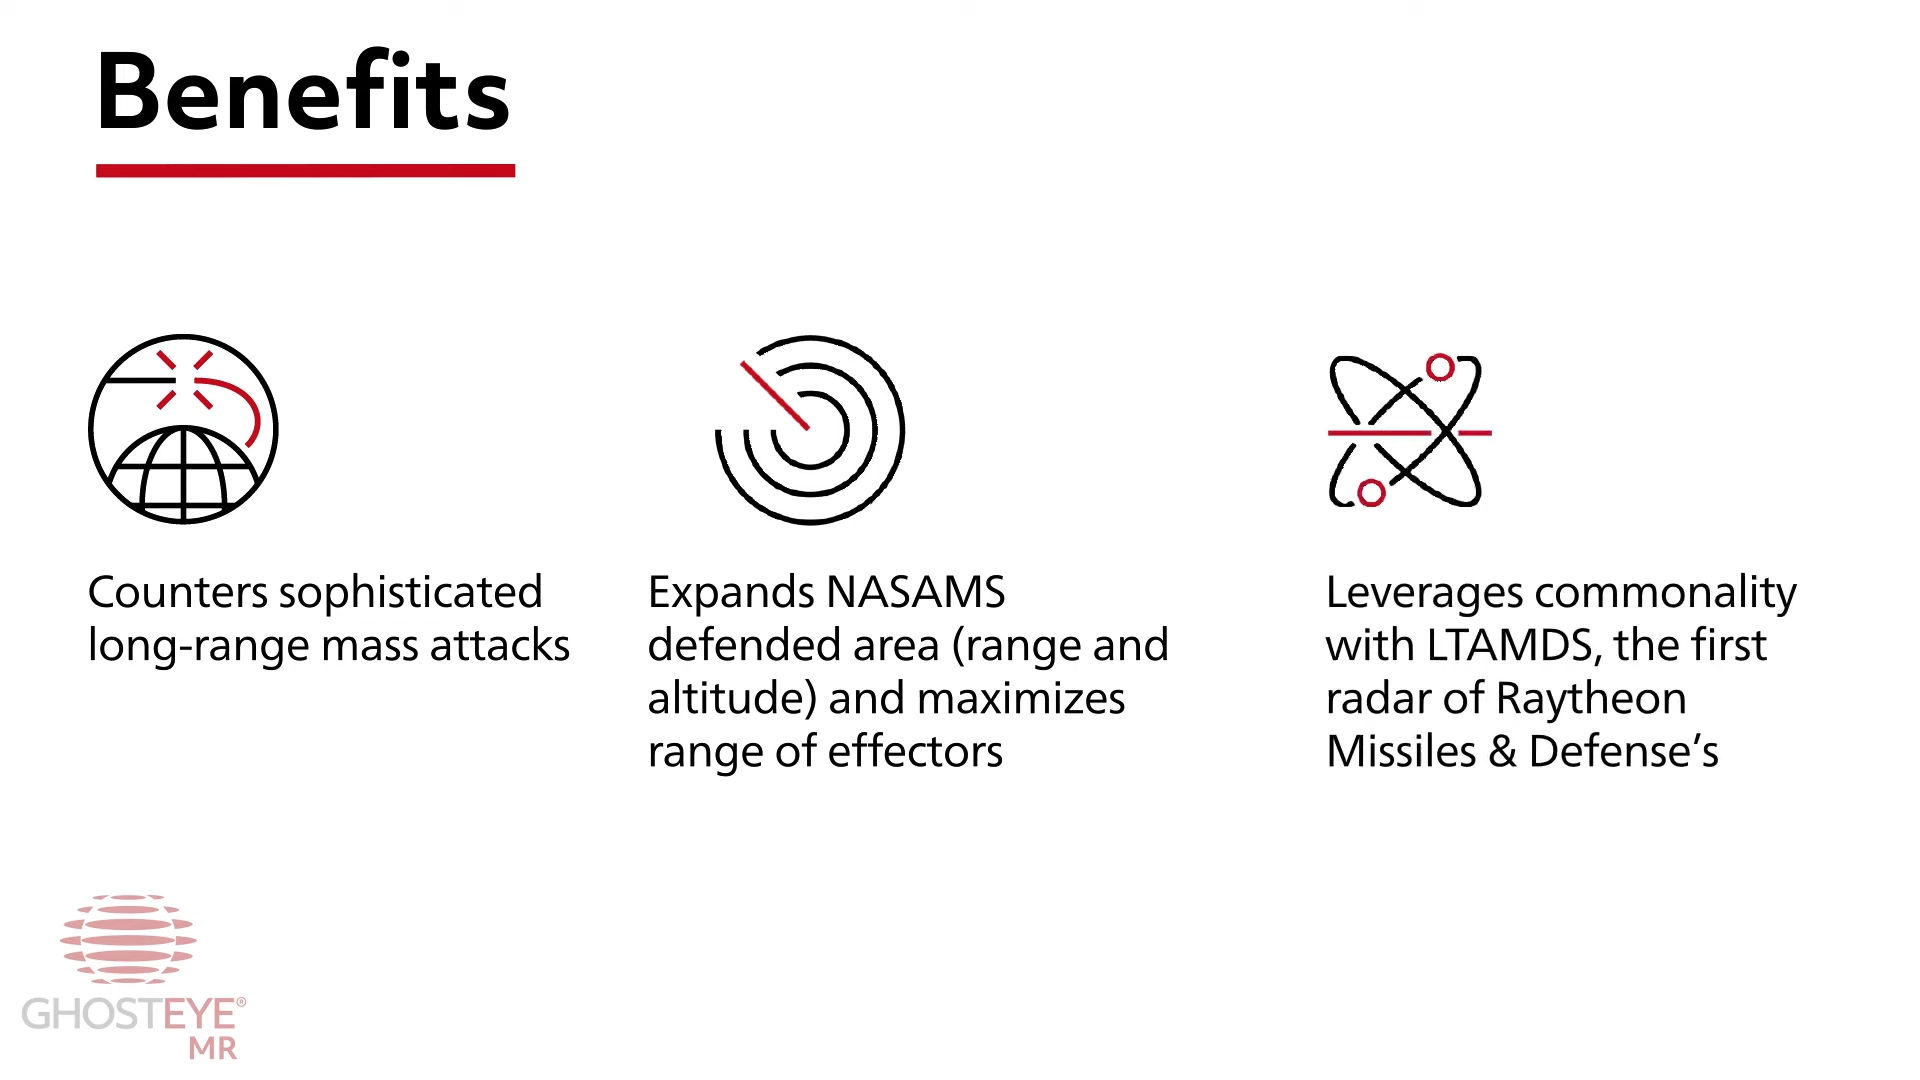 Benefits
Counters sophisticated
long-range mass attacks
Expands NASAMS
defended area (range and
altitude) and maximizes
range of effectors
Leverages commonality
with LTAMDS, the first
radar of Raytheon
Missiles & Defense’s
GHOSTEYE®
MR